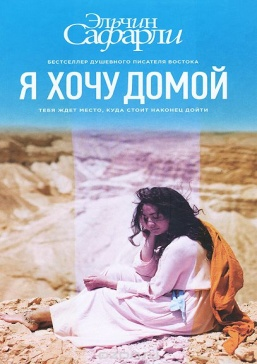 Эльчин
Сафарли
БЕСТСЕЛЛЕР ДУШЕВНОГО ПИСАТЕЛЯ ВОСТОКА
Я ХОЧУ ДОМОЙ
ТЕБЯ ЖДЕТ МЕСТО, КУДА СТОИТ НАКОНЕЦ ДОЙТИ